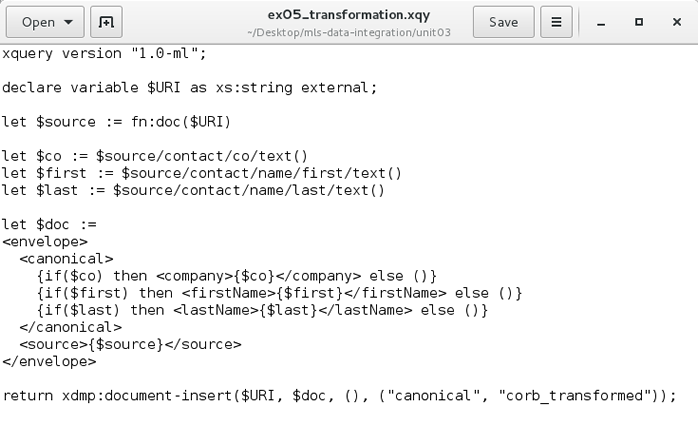 Open
ex05_transformation.xqy
~/Desktop/mls-data-integration/unit03
Save
xquery version "1.0-ml";
declare variable $URI as xs:string external;
let $source := fn:doc($URI)
let $co := $source/contact/co/text()
let $first := $source/contact/name/first/text()
let $last := $source/contact/name/last/text()
let $doc :=
<envelope>
  <canonical>
    {if($co) then <company>{$co}</company> else ()}
    {if($first) then <firstName>{$first}</firstName> else ()}
    {if($last) then <lastName>{$last}</lastName> else ()}
  </canonical>
  <source>{$source}</source>
</envelope>
return xdmp:document-insert($URI, $doc, (), ("canonical", "corb_transformed"));